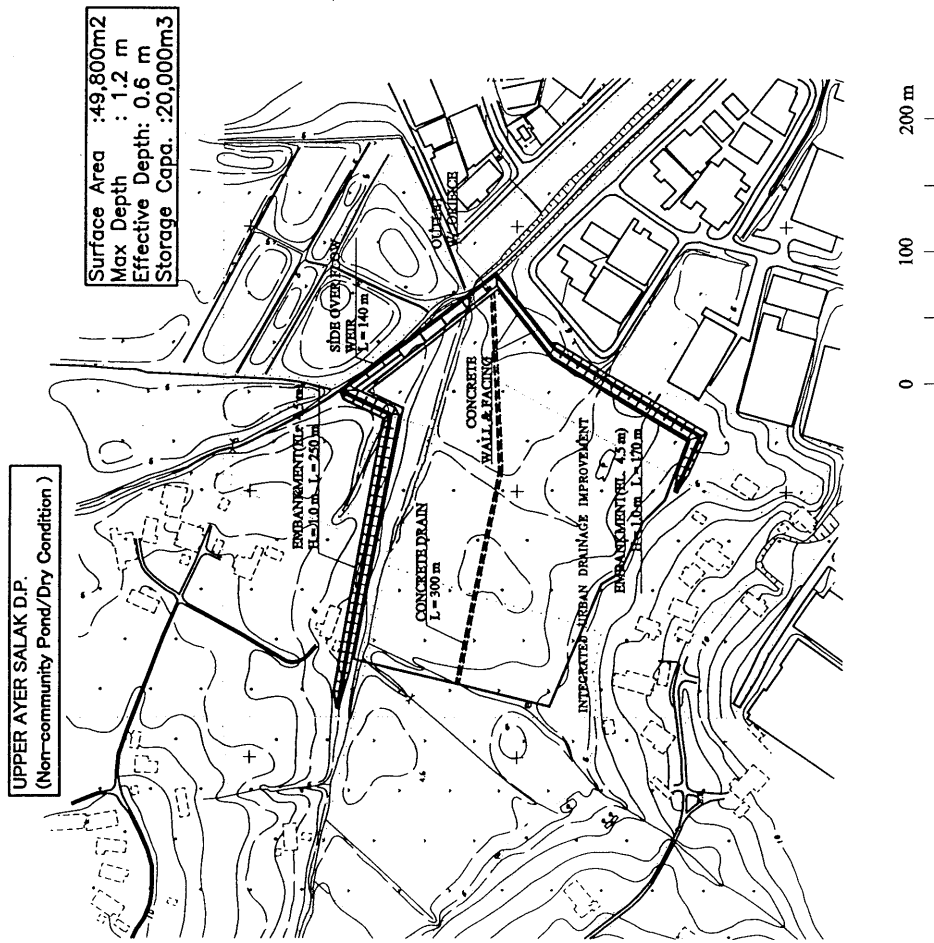 UPPER AYER SALAK D.P.
(Non-community Pond/Dry Condition )
Surface Area :49,800m2
Max Depth : 1.2 m
Effective Depth: 0.6 m
Storage Capa. :20,000m3
SIDE OVERFLOW
WEIR
L = 140 m
EMBANKMENT
H = 1.0 m L = 250 m
CONCRETE
WALL & FACING
CONCRETE DRAIN
L = 300 m
INTEGRATED URBAN DRAINAGE IMPROVEMENT
EMBANKMENT(EL. 4.5 m)
H = 1.0 m L = 170 m
0 100 200 m